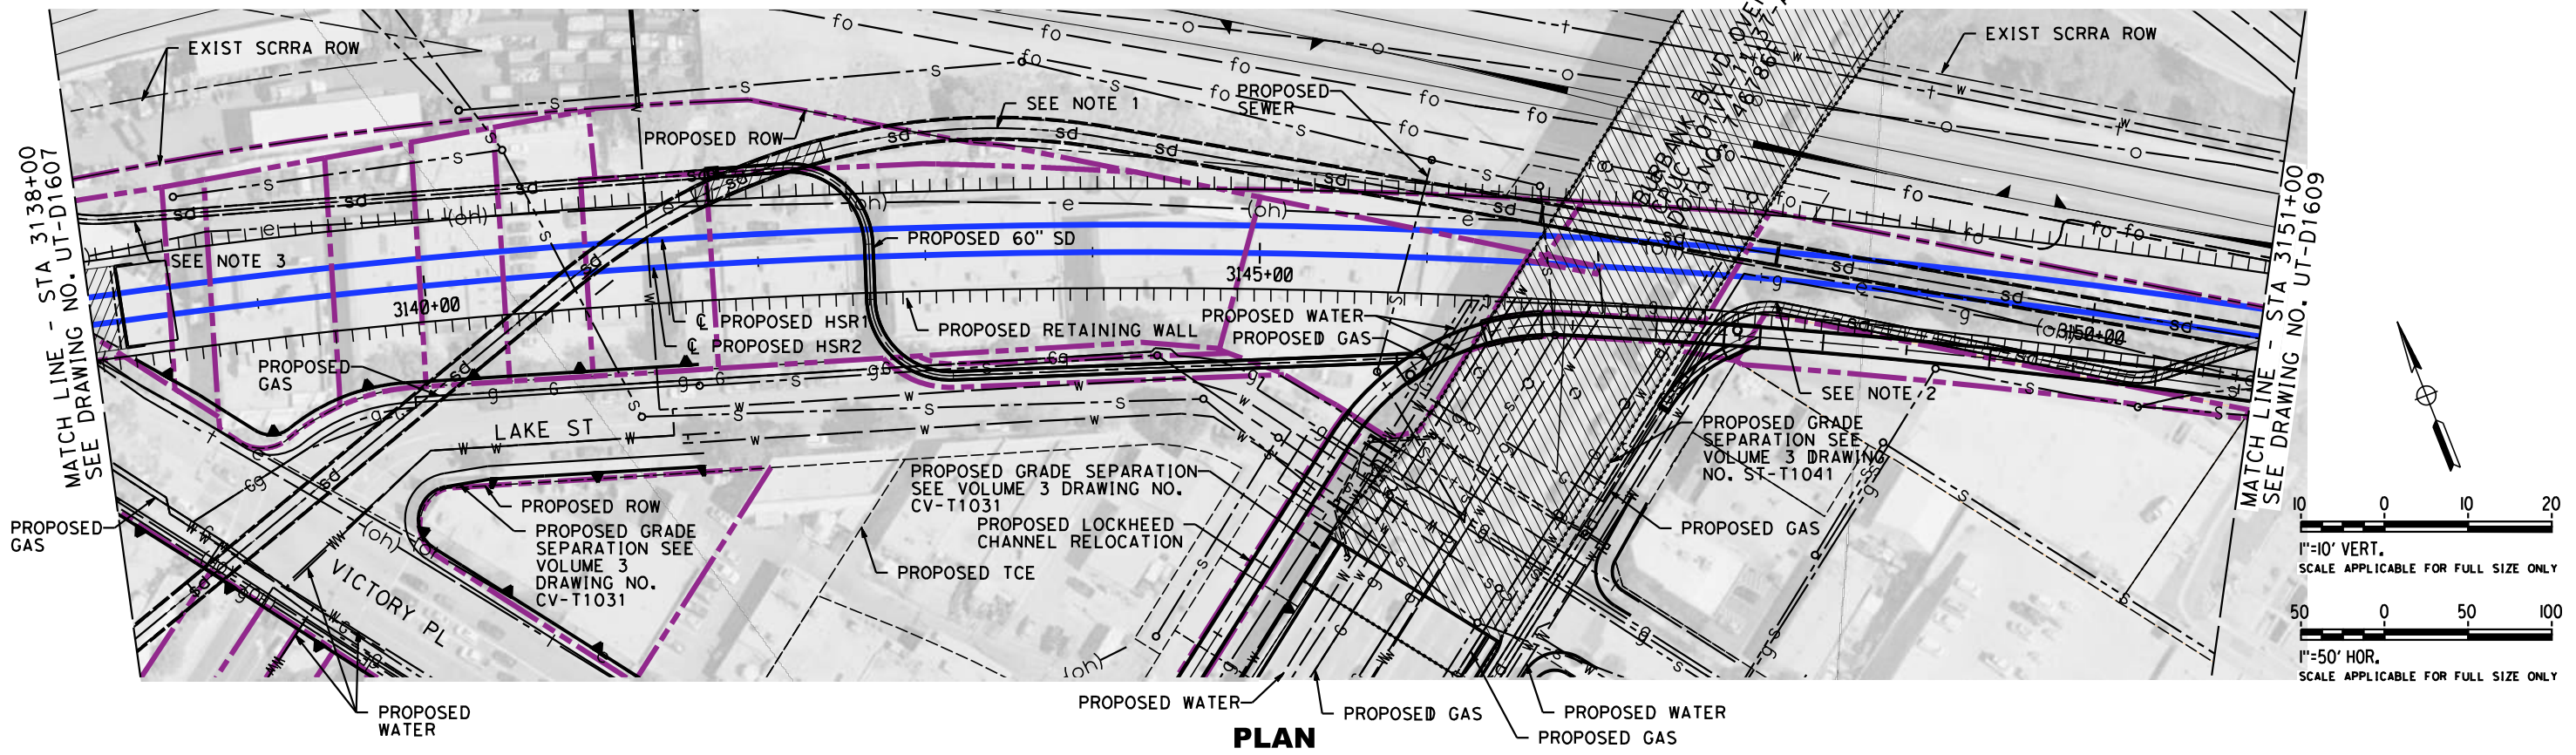 EXIST SCRRA ROW
EXIST SCRRA ROW
MATCH LINE - STA 3138+00
SEE DRAWING NO. UT-D1607
SEE NOTE 1
PROPOSED
SEWER
PROPOSED ROW
BURBANK BLVD
SEE NOTE 3
PROPOSED 60" SD
3140+00
3145+00
3150+00
℄ PROPOSED HSR1
℄ PROPOSED HSR2
PROPOSED RETAINING WALL
PROPOSED WATER
PROPOSED GAS
PROPOSED
GAS
LAKE ST
SEE NOTE 2
PROPOSED GRADE
SEPARATION SEE
VOLUME 3 DRAWING
NO. ST-T1041
PROPOSED GRADE SEPARATION
SEE VOLUME 3 DRAWING NO.
CV-T1031
PROPOSED LOCKHEED
CHANNEL RELOCATION
PROPOSED TCE
PROPOSED ROW
PROPOSED GRADE
SEPARATION SEE
VOLUME 3
DRAWING NO.
CV-T1031
PROPOSED
GAS
VICTORY PL
PROPOSED GAS
PROPOSED
WATER
PROPOSED WATER
PROPOSED GAS
PROPOSED WATER
PROPOSED GAS
MATCH LINE - STA 3151+00
SEE DRAWING NO. UT-D1609
10 0 10 20
1"=10' VERT.
SCALE APPLICABLE FOR FULL SIZE ONLY
50 0 50 100
1"=50' HOR.
SCALE APPLICABLE FOR FULL SIZE ONLY
PLAN